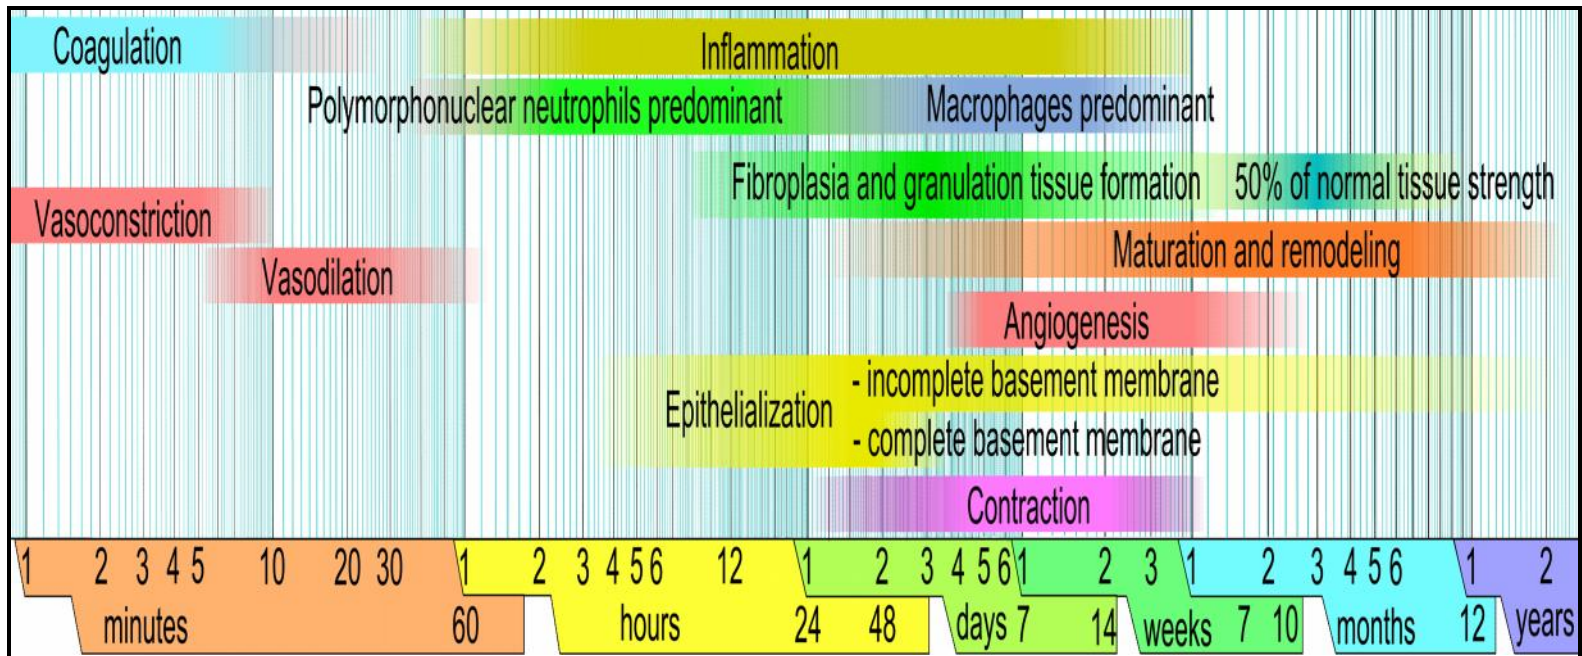 Coagulation
Inflammation
Polymorphonuclear neutrophils predominant
Macrophages predominant
Fibroplasia and granulation tissue formation
50% of normal tissue strength
Vasoconstriction
Maturation and remodeling
Vasodilation
Angiogenesis
Epithelialization
- incomplete basement membrane
- complete basement membrane
Contraction
1 2 3 4 5 10 20 30 1 2 3 4 5 6 12 1 2 3 4 5 6 1 2 3 1 2 3 4 5 6 1 2
minutes 60 hours 24 48 days 7 14 weeks 7 10 months 12 years